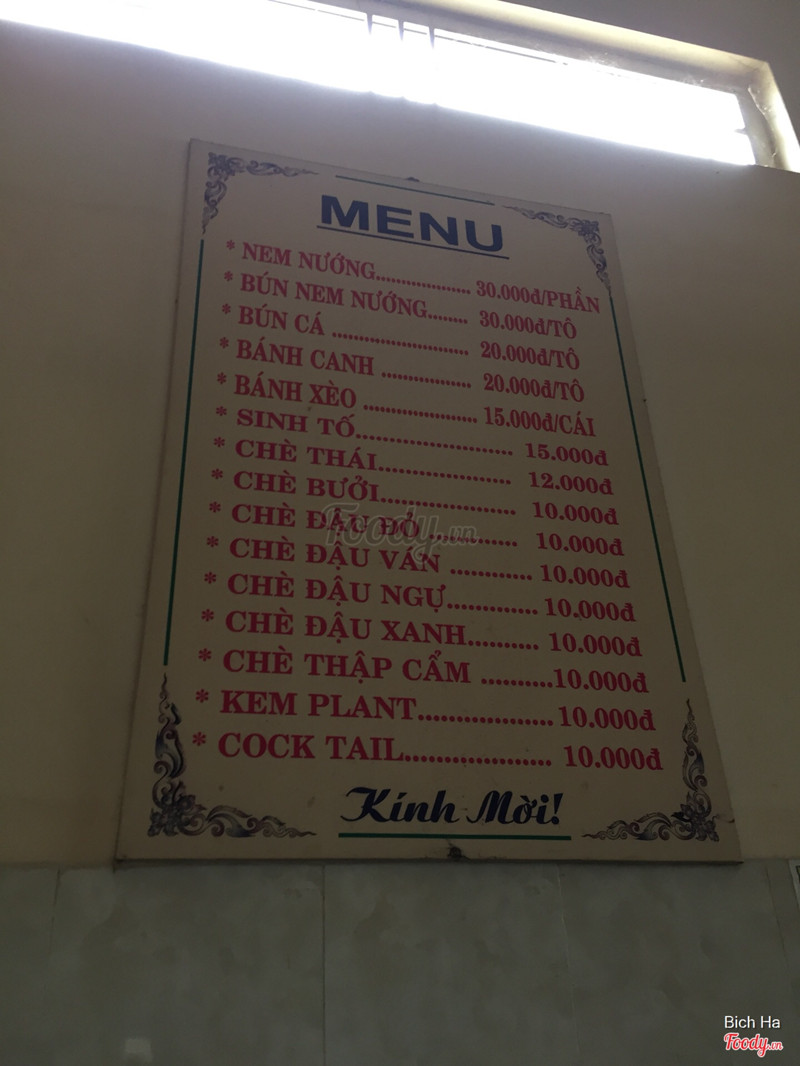 MENU
* NEM NƯỚNG.................. 30.000đ/PHẦN
* BÚN NEM NƯỚNG........ 30.000đ/TÔ
* BÚN CÁ ........................... 20.000đ/TÔ
* BÁNH CANH .................. 20.000đ/TÔ
* BÁNH XÈO ..................... 15.000đ/CÁI
* SINH TỐ........................ 15.000đ
* CHÈ THÁI.................... 12.000đ
* CHÈ BƯỞI.................... 10.000đ
* CHÈ ĐẬU ĐỎ ............. 10.000đ
* CHÈ ĐẬU VÁN ............ 10.000đ
* CHÈ ĐẬU NGỰ............. 10.000đ
* CHÈ ĐẬU XANH.......... 10.000đ
* CHÈ THẬP CẨM ..........10.000đ
* KEM PLANT...................10.000đ
* COCK TAIL.................... 10.000đ
Kính Mời!
Foody.vn
Bich Ha
Foody.vn